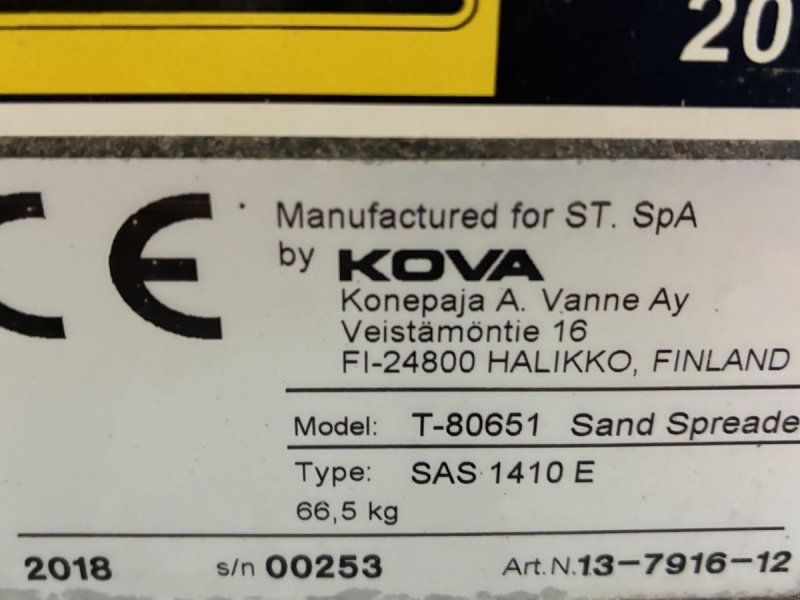 20
CE
Manufactured for ST. SpA
by KOVA
Konepaja A. Vanne Ay
Veistämöntie 16
FI-24800 HALIKKO, FINLAND
Model: T-80651 Sand Spreade
Type: SAS 1410 E
66,5 kg
2018 s/n 00253 Art.N.13-7916-12